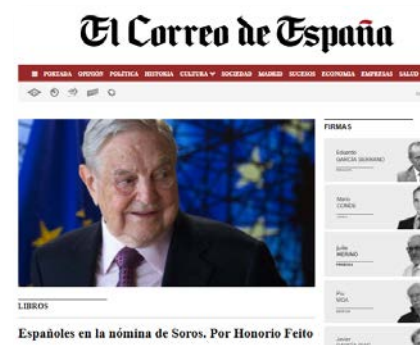 El Correo de España
PORTADA OPINIÓN POLÍTICA HISTORIA CULTURA SOCIEDAD MADRID SUCESOS ECONOMIA EMPRESAS SALUD
FIRMAS
Eduardo
GARCÍA SERRANO
Mario
CONDE
Julio
MERINO
Pío
MOA
Javier
LIBROS
Españoles en la nómina de Soros. Por Honorio Feito